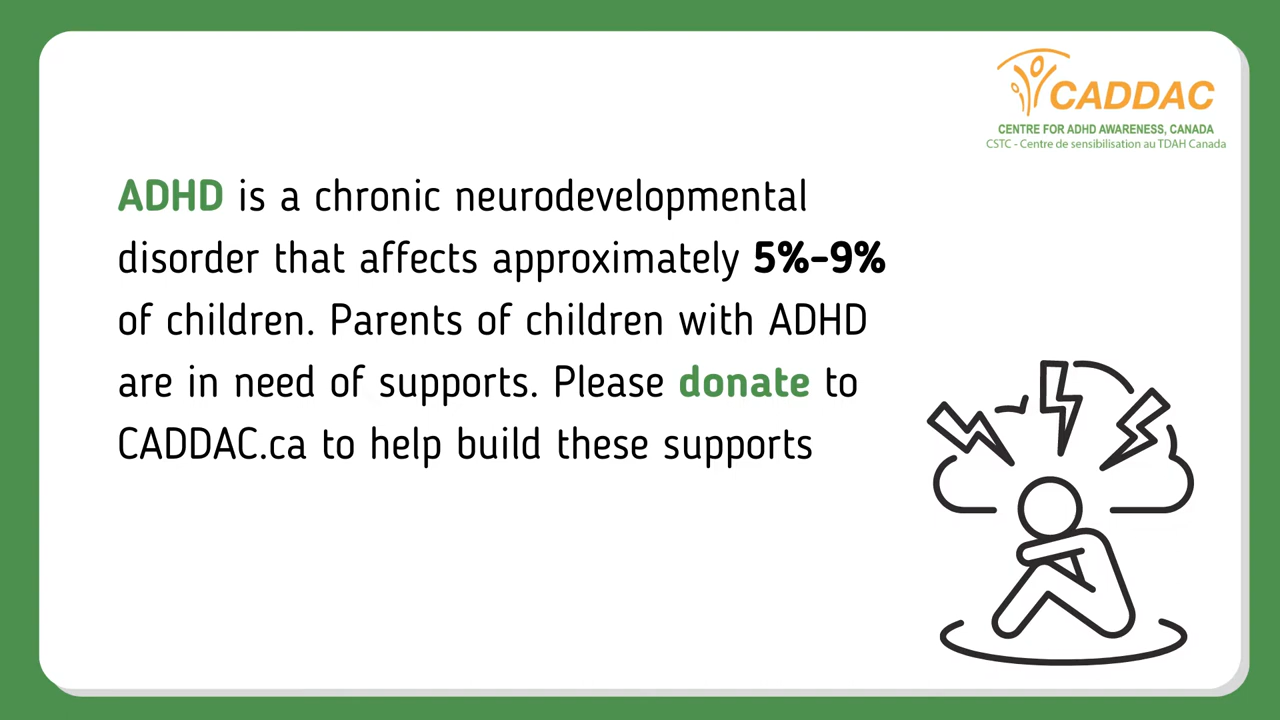 CADDAC
CENTRE FOR ADHD AWARENESS, CANADA
CSTC - Centre de sensibilisation au TDAH Canada
ADHD is a chronic neurodevelopmental
disorder that affects approximately 5%-9%
of children. Parents of children with ADHD
are in need of supports. Please donate to
CADDAC.ca to help build these supports